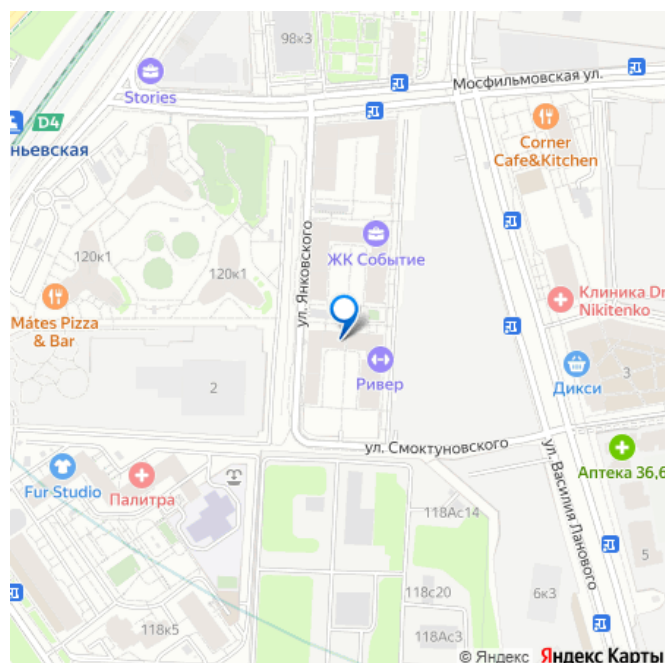 98к3
Stories
Мосфильмовская ул.
D4
ньевская
Corner
Cafe&Kitchen
ул. Янковского
120к1
120к1
ЖК Событие
Mátes Pizza
& Bar
Клиника Dr
Nikitenko
2
Ривер
Дикси
3
ул. Смоктуновского
Fur Studio
Палитра
Аптека 36,6
ул. Василия Ланового
118Ас14
5
118с20
6к3
118к5
118Ас3
© Яндекс Яндекс Карты